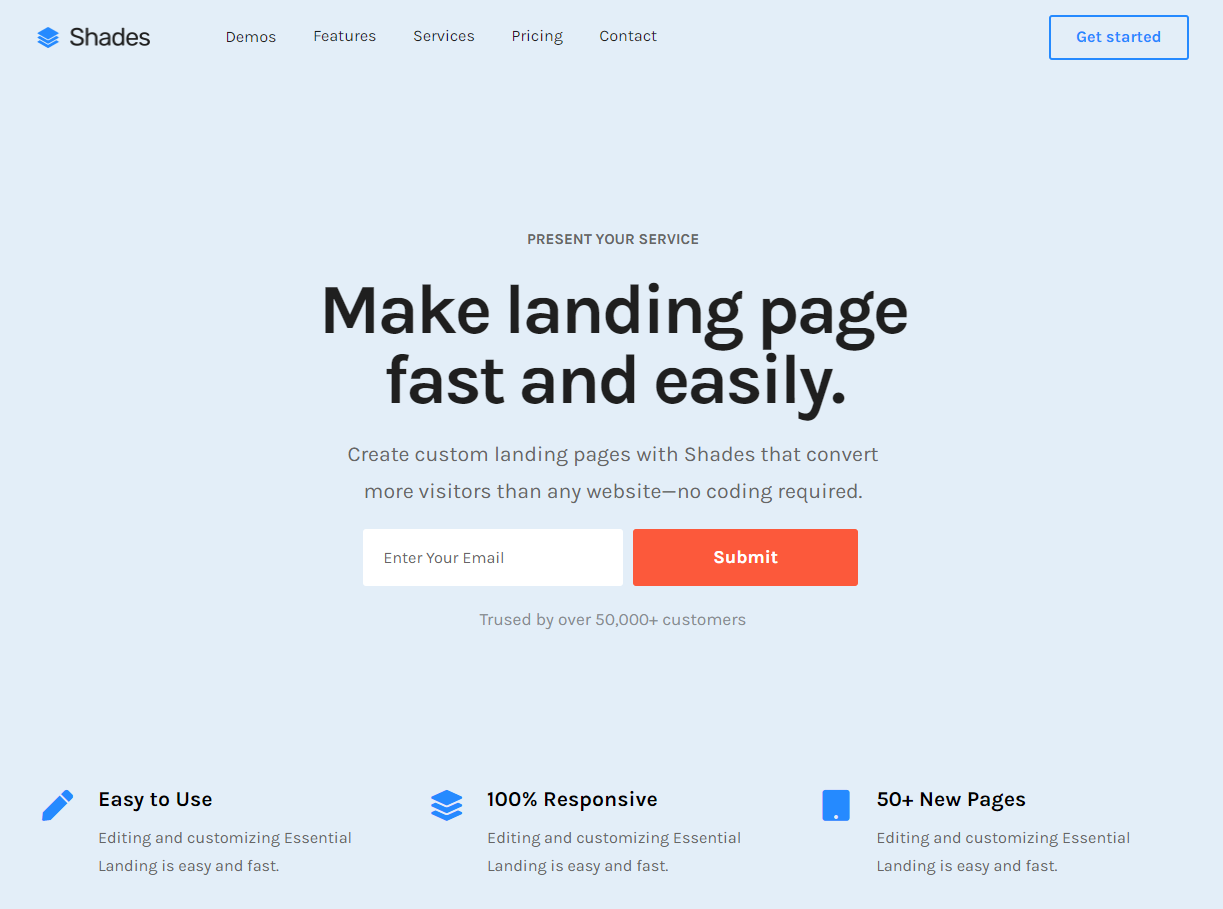 Shades
Demos
Features
Services
Pricing
Contact
Get started
PRESENT YOUR SERVICE
Make landing page
fast and easily.
Create custom landing pages with Shades that convert
more visitors than any website—no coding required.
Enter Your Email
Submit
Trused by over 50,000+ customers
Easy to Use
Editing and customizing Essential
Landing is easy and fast.
100% Responsive
Editing and customizing Essential
Landing is easy and fast.
50+ New Pages
Editing and customizing Essential
Landing is easy and fast.